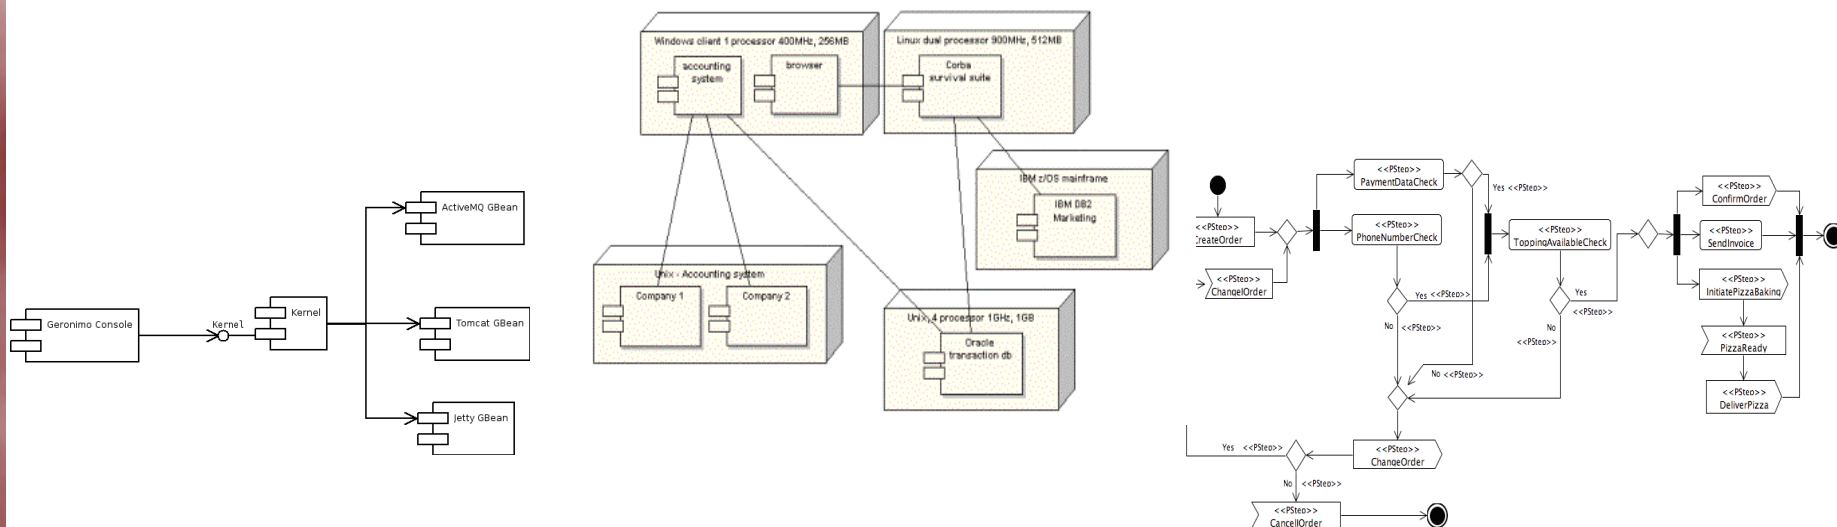 Geronimo Console
Kernel
Kernel
ActiveMQ GBean
Tomcat GBean
Jetty GBean
Windows client 1 processor 400MHz, 256MB
accounting
system
browser
Linux dual processor 900MHz, 512MB
Corba
survival suite
IBM z/OS mainframe
IBM DB2
Marketing
Unix - Accounting system
Company 1
Company 2
Unix, 4 processor 1GHz, 1GB
Oracle
transaction db
<<PStep>>
CreateOrder
<<PStep>>
ChangelOrder
<<PStep>>
PaymentDataCheck
<<PStep>>
PhoneNumberCheck
Yes <<PStep>>
Yes <<PStep>>
No <<PStep>>
No <<PStep>>
<<PStep>>
ToppingAvailableCheck
Yes
<<PStep>>
No
<<PStep>>
<<PStep>>
ConfirmOrder
<<PStep>>
SendInvoice
<<PStep>>
InitiatePizzaBaking
<<PStep>>
PizzaReady
<<PStep>>
DeliverPizza
<<PStep>>
ChangeOrder
Yes <<PStep>>
No <<PStep>>
<<PStep>>
CancellOrder